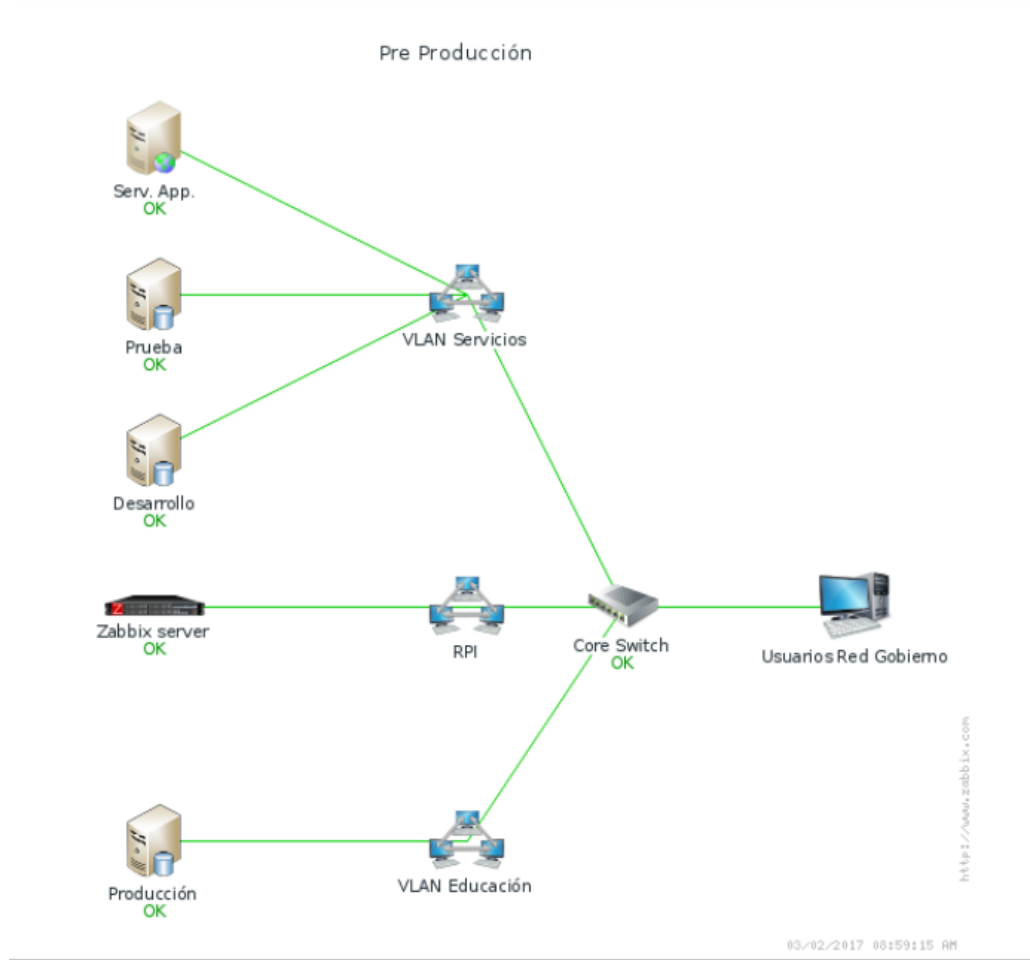 Pre Producción
Serv. App.
OK
Prueba
OK
VLAN Servicios
Desarrollo
OK
Z
Zabbix server
OK
RPI
Core Switch
OK
Usuarios Red Gobierno
Producción
OK
VLAN Educación
http://www.zabbix.com
03/02/2017 08:59:15 AM